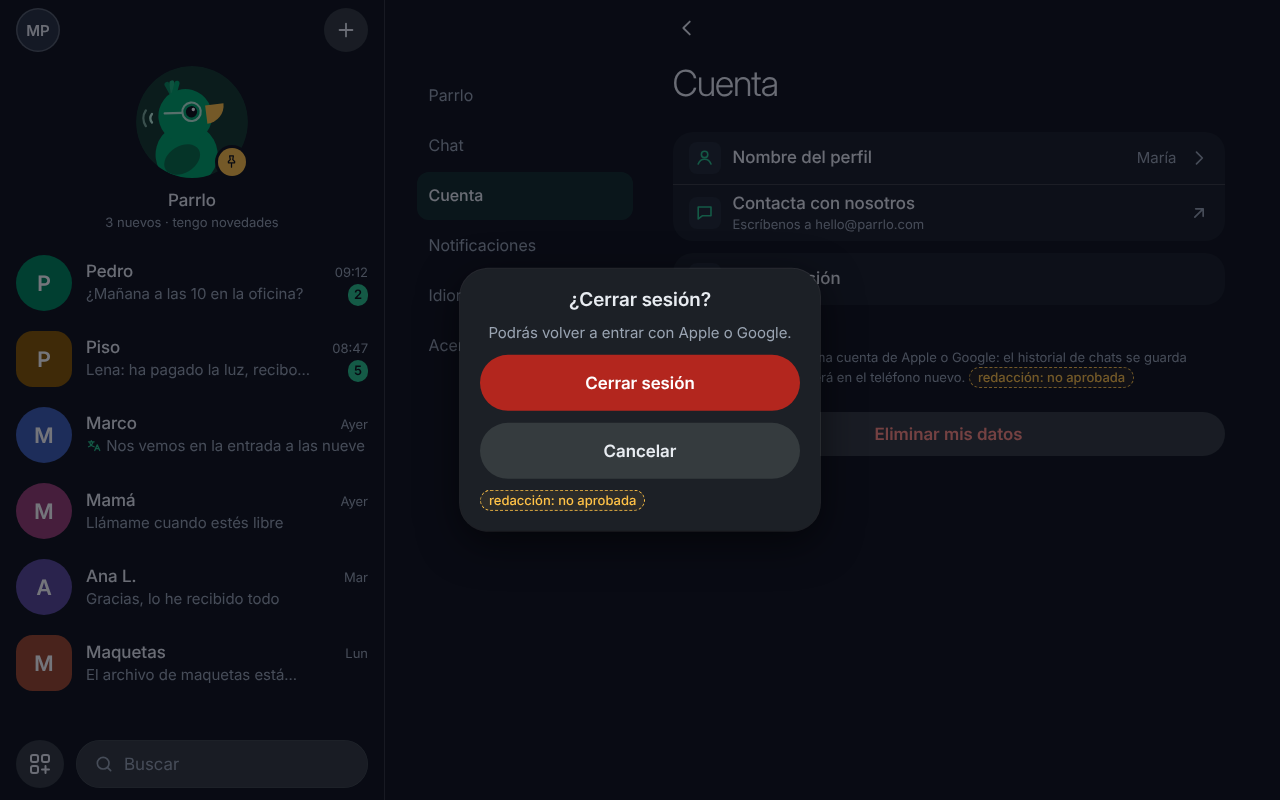 MP
Parrlo
3 nuevos · tengo novedades
P
Pedro
09:12
¿Mañana a las 10 en la oficina?
2
P
Piso
08:47
Lena: ha pagado la luz, recibo...
5
M
Marco
Ayer
Nos vemos en la entrada a las nueve
M
Mamá
Ayer
Llámame cuando estés libre
A
Ana L.
Mar
Gracias, lo he recibido todo
M
Maquetas
Lun
El archivo de maquetas está...
Buscar
Parrlo
Chat
Cuenta
Notificaciones
Cuenta
Nombre del perfil
María
Contacta con nosotros
Escríbenos a hello@parrlo.com
cuenta de Apple o Google: el historial de chats se guarda
en el teléfono nuevo. redacción: no aprobada
Eliminar mis datos
¿Cerrar sesión?
Podrás volver a entrar con Apple o Google.
Cerrar sesión
Cancelar
redacción: no aprobada